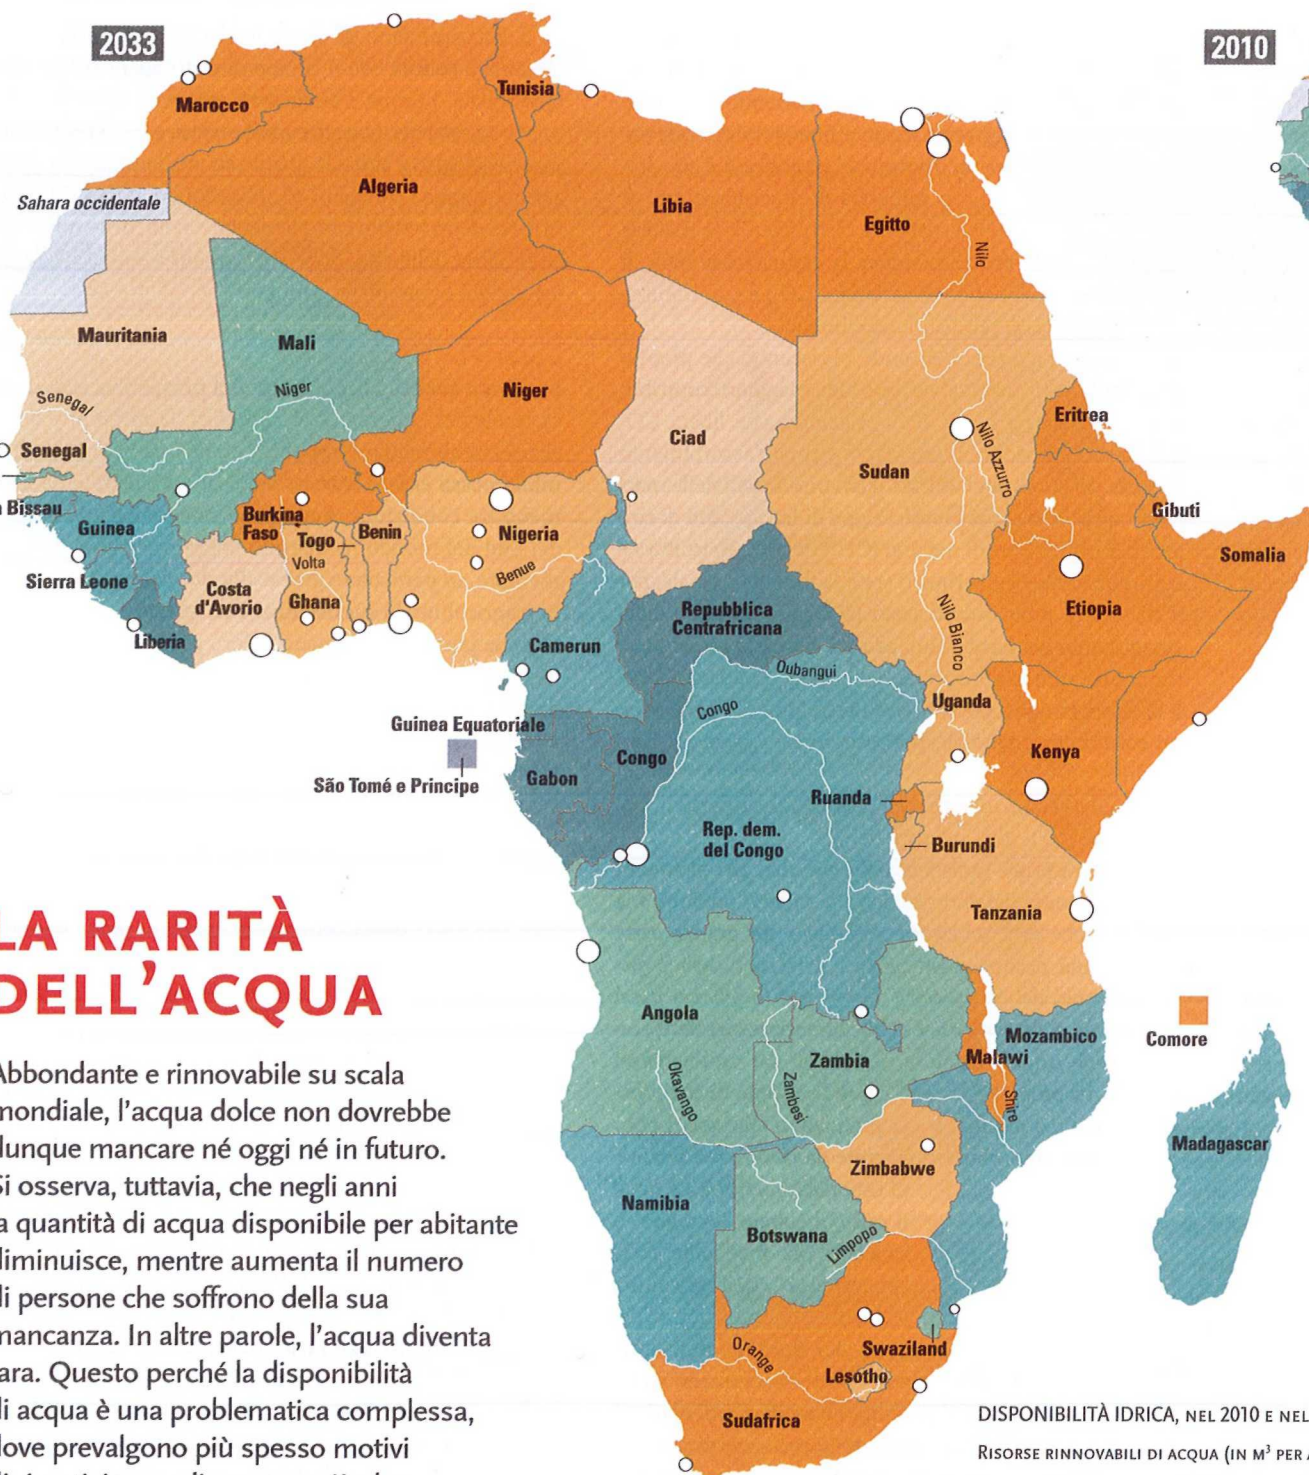 2033
2010
Marocco
Tunisia
Algeria
Libia
Egitto
Nilo
Sahara occidentale
Mauritania
Mali
Niger
Niger
Ciad
Sudan
Eritrea
Nilo Azzurro
Gibuti
Somalia
Etiopia
Senegal
Senegal
Bissau
Guinea
Sierra Leone
Liberia
Burkina
Faso
Togo
Benin
Volta
Costa
d'Avorio
Ghana
Nigeria
Benue
Camerun
Repubblica
Centrafricana
Oubangui
Nilo Bianco
Uganda
Kenya
Guinea Equatoriale
São Tomé e Principe
Gabon
Congo
Congo
Ruanda
Burundi
Rep. dem.
del Congo
Tanzania
Angola
Okavango
Zambesi
Zambia
Malawi
Shire
Mozambico
Comore
Madagascar
Zimbabwe
Namibia
Botswana
Limpopo
Swaziland
Lesotho
Orange
Sudafrica
LA RARITÀ
DELL'ACQUA
Abbondante e rinnovabile su scala
mondiale, l'acqua dolce non dovrebbe
dunque mancare né oggi né in futuro.
Si osserva, tuttavia, che negli anni
a quantità di acqua disponibile per abitante
diminuisce, mentre aumenta il numero
di persone che soffrono della sua
mancanza. In altre parole, l'acqua diventa
rara. Questo perché la disponibilità
di acqua è una problematica complessa,
dove prevalgono più spesso motivi
DISPONIBILITÀ IDRICA, NEL 2010 E NEL
RISORSE RINNOVABILI DI ACQUA (IN M³ PER